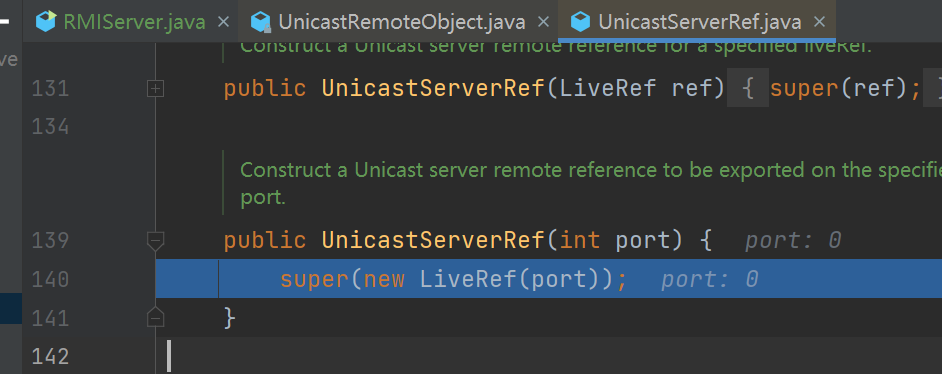 RMIServer.java × UnicastRemoteObject.java × UnicastServerRef.java ×
ve
Construct a Unicast server remote reference for a specified liveRef.
131 public UnicastServerRef(LiveRef ref) { super(ref);
134
Construct a Unicast server remote reference to be exported on the specifie
port.
139 public UnicastServerRef(int port) { port: 0
140 super(new LiveRef(port)); port: 0
141 }
142